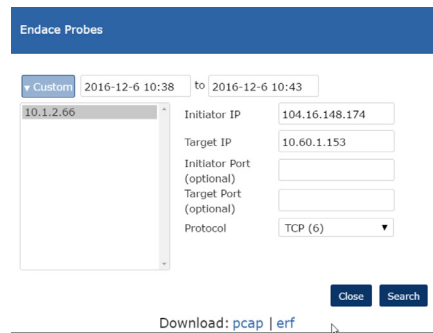 Endace Probes
▾ Custom 2016-12-6 10:38 to 2016-12-6 10:43
10.1.2.66
Initiator IP 104.16.148.174
Target IP 10.60.1.153
Initiator Port
(optional)
Target Port
(optional)
Protocol TCP (6) ▼
Close Search
Download: pcap | erf